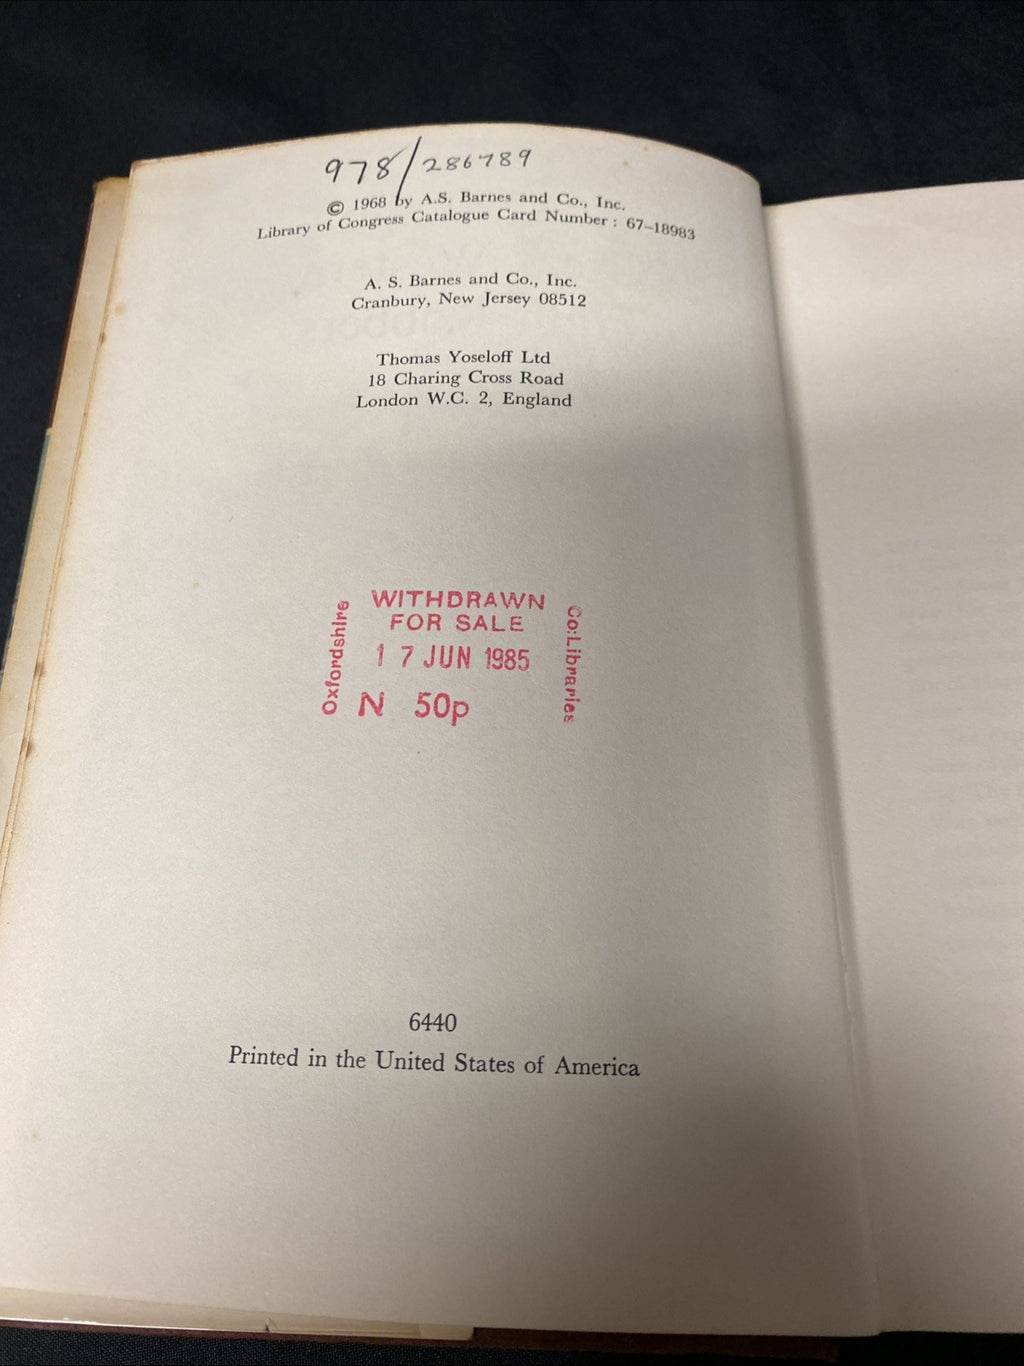 978/286789
© 1968 by A.S. Barnes and Co., Inc.
Library of Congress Catalogue Card Number: 67-18983
A. S. Barnes and Co., Inc.
Cranbury, New Jersey 08512
Thomas Yoseloff Ltd
18 Charing Cross Road
London W.C. 2, England
Oxfordshire
WITHDRAWN
FOR SALE
17 JUN 1985
N 50p
Co:Libraries
6440
Printed in the United States of America